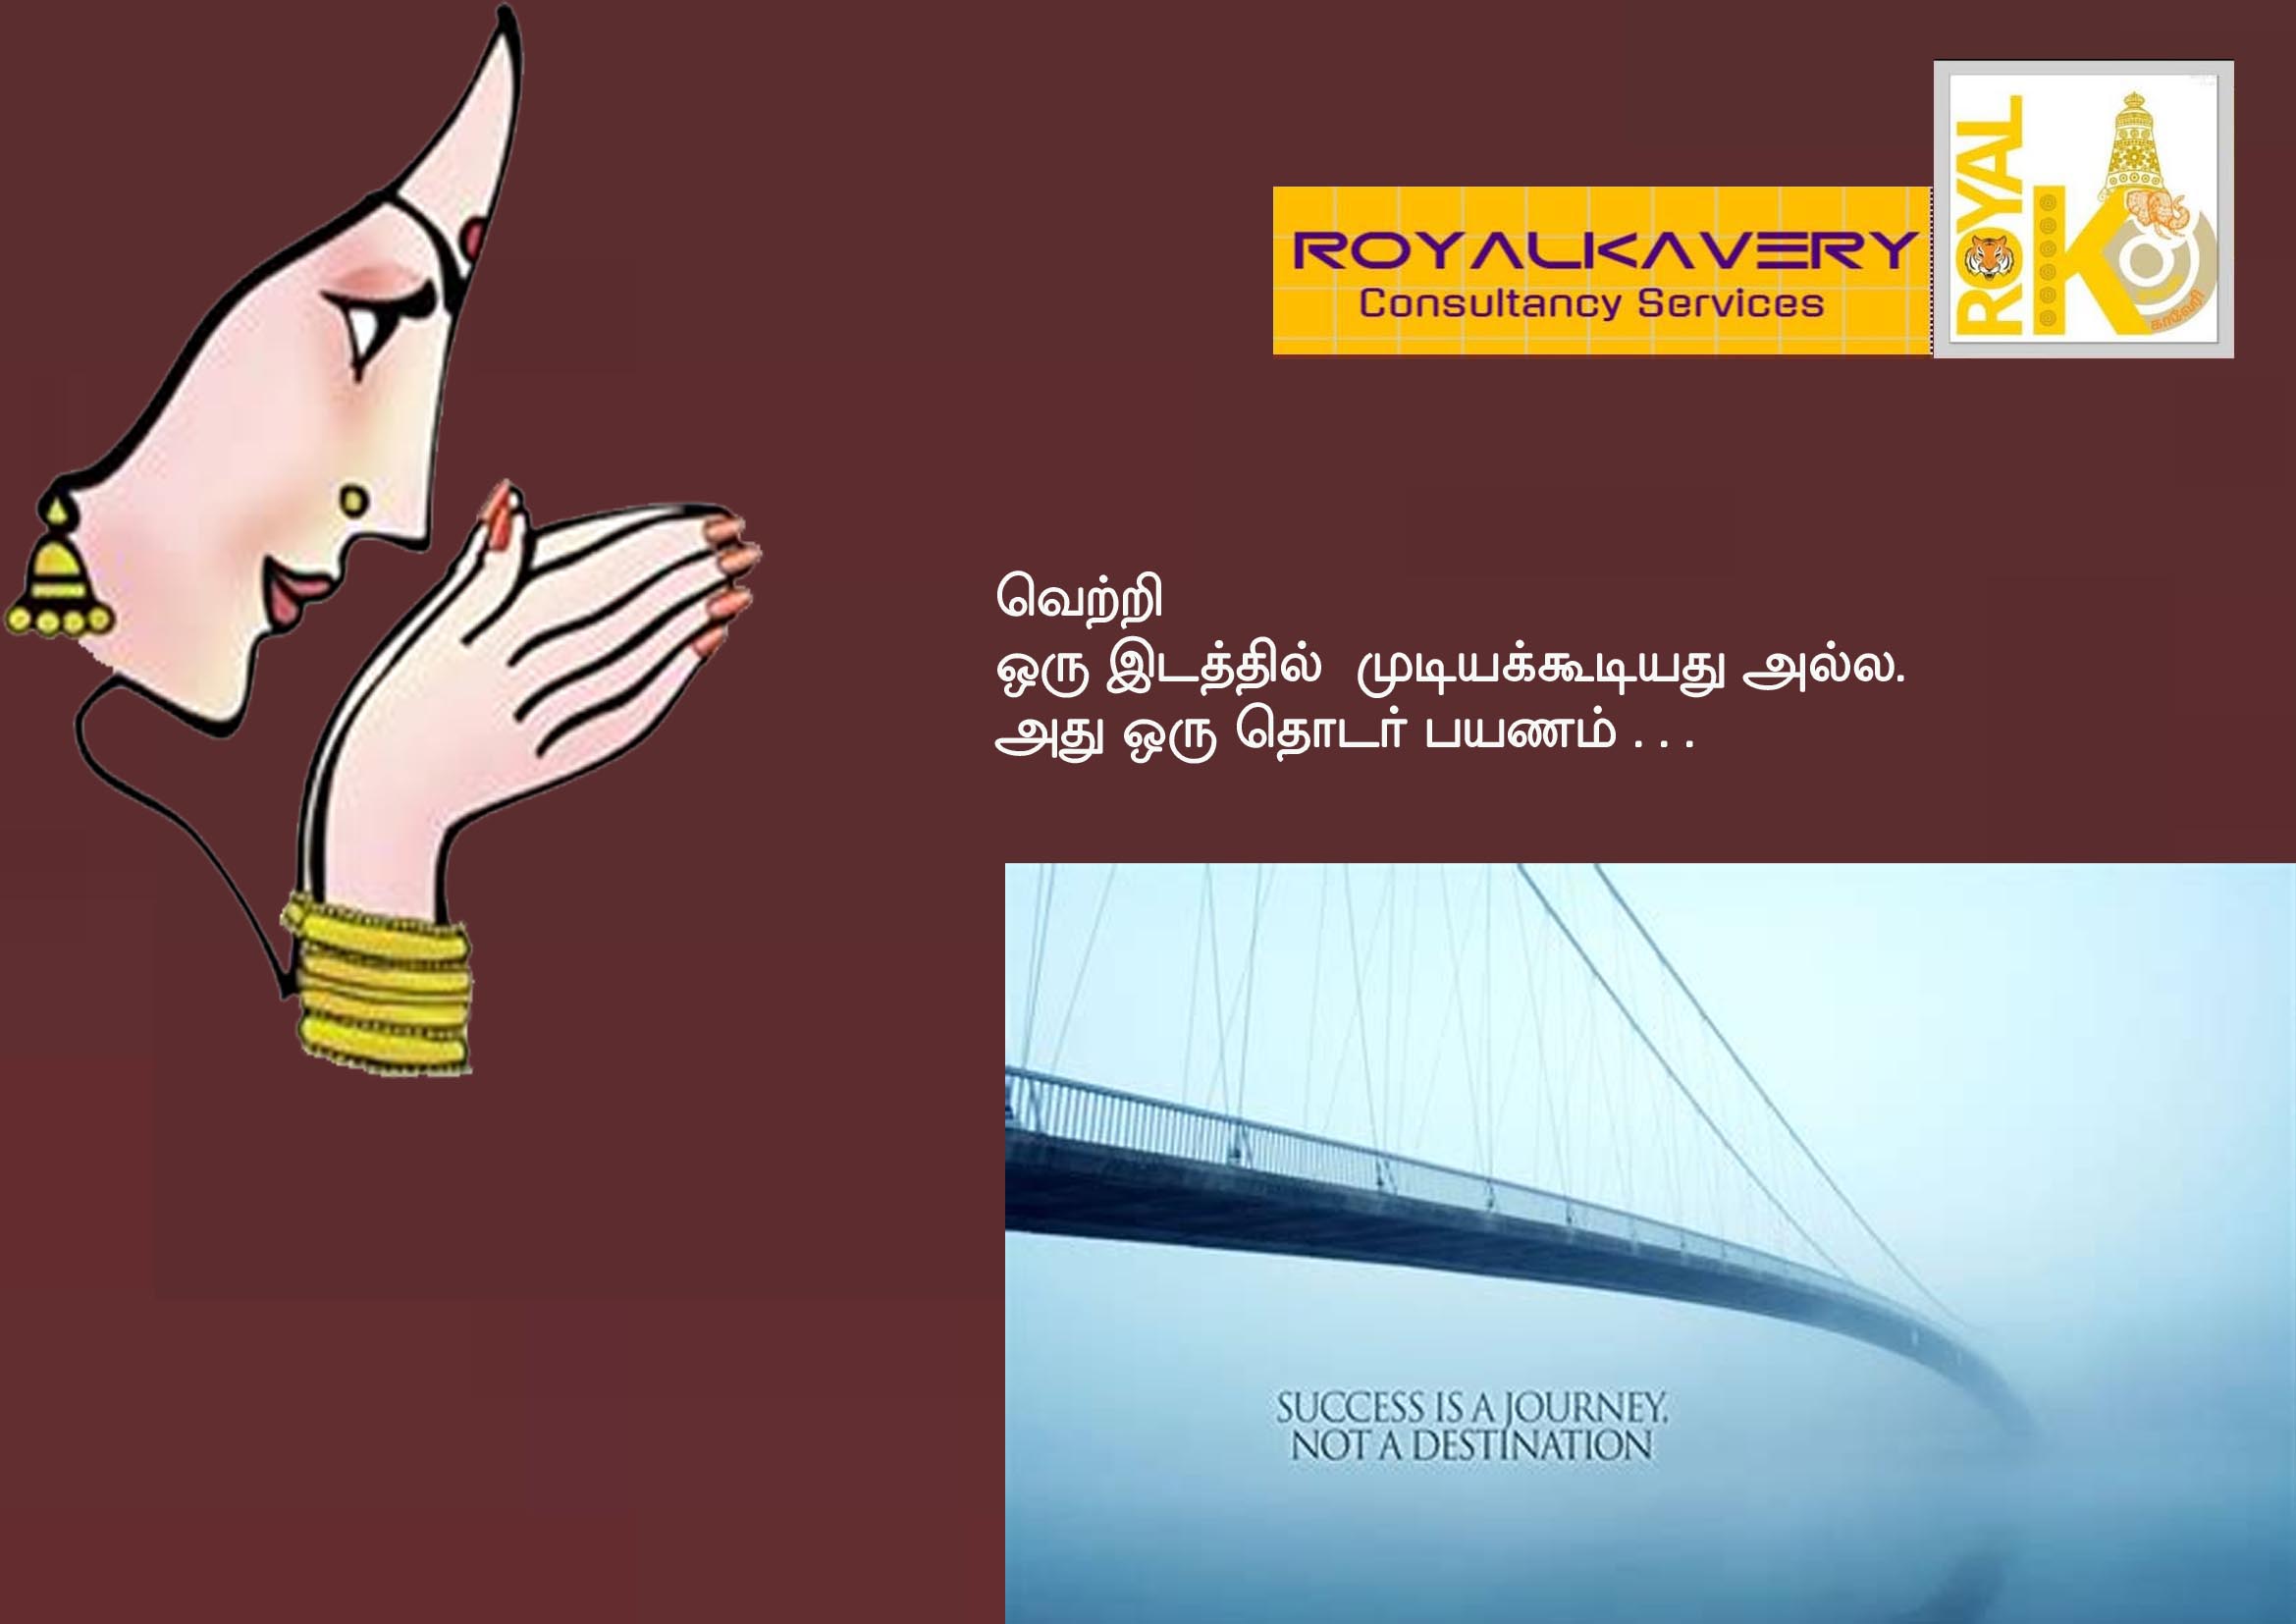 ROYALKAVERY
Consultancy Services
ROYAL
K
காவேரி
வெற்றி
ஒரு இடத்தில் முடியக்கூடியது அல்ல.
அது ஒரு தொடர் பயணம் . . .
SUCCESS IS A JOURNEY,
NOT A DESTINATION